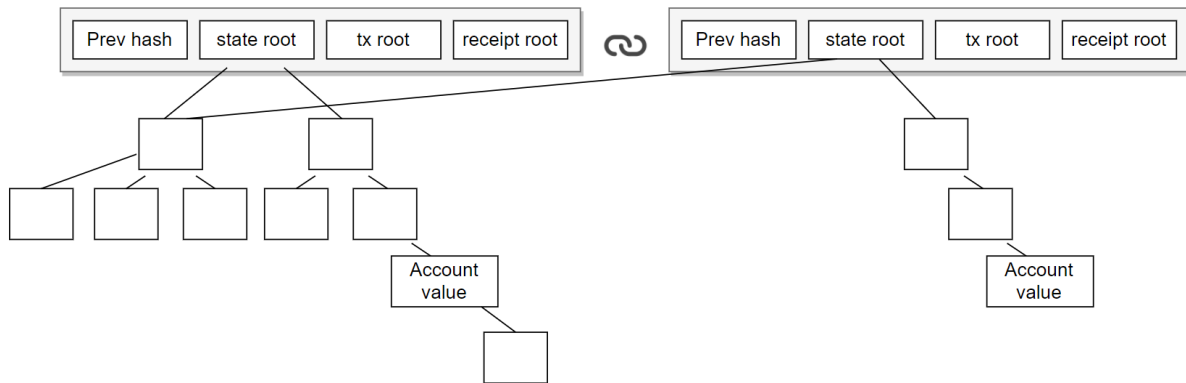 Prev hash
state root
tx root
receipt root
Prev hash
state root
tx root
receipt root
Account
value
Account
value